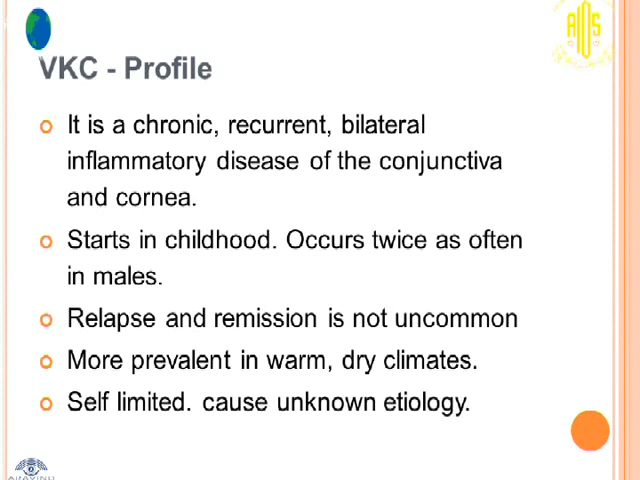 VKC - Profile
It is a chronic, recurrent, bilateral
inflammatory disease of the conjunctiva
and cornea.
Starts in childhood. Occurs twice as often
in males.
Relapse and remission is not uncommon
More prevalent in warm, dry climates.
Self limited. cause unknown etiology.